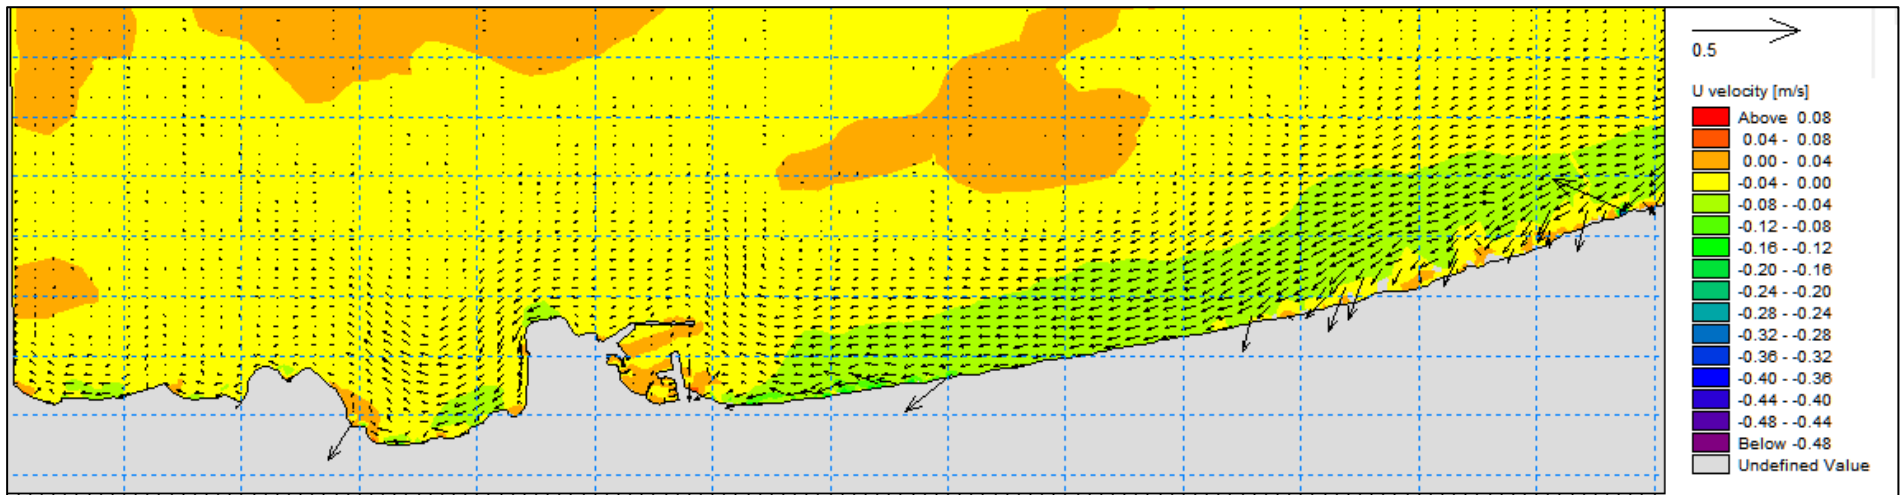 0.5
U velocity [m/s]
Above 0.08
0.04 - 0.08
0.00 - 0.04
-0.04 - 0.00
-0.08 - -0.04
-0.12 - -0.08
-0.16 - -0.12
-0.20 - -0.16
-0.24 - -0.20
-0.28 - -0.24
-0.32 - -0.28
-0.36 - -0.32
-0.40 - -0.36
-0.44 - -0.40
-0.48 - -0.44
Below -0.48
Undefined Value